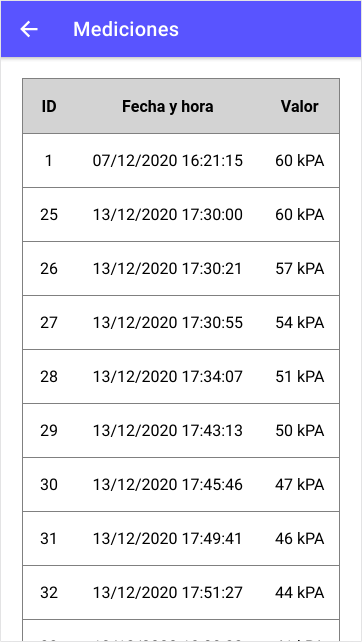 Mediciones
ID Fecha y hora Valor
1 07/12/2020 16:21:15 60 kPA
25 13/12/2020 17:30:00 60 kPA
26 13/12/2020 17:30:21 57 kPA
27 13/12/2020 17:30:55 54 kPA
28 13/12/2020 17:34:07 51 kPA
29 13/12/2020 17:43:13 50 kPA
30 13/12/2020 17:45:46 47 kPA
31 13/12/2020 17:49:41 46 kPA
32 13/12/2020 17:51:27 44 kPA